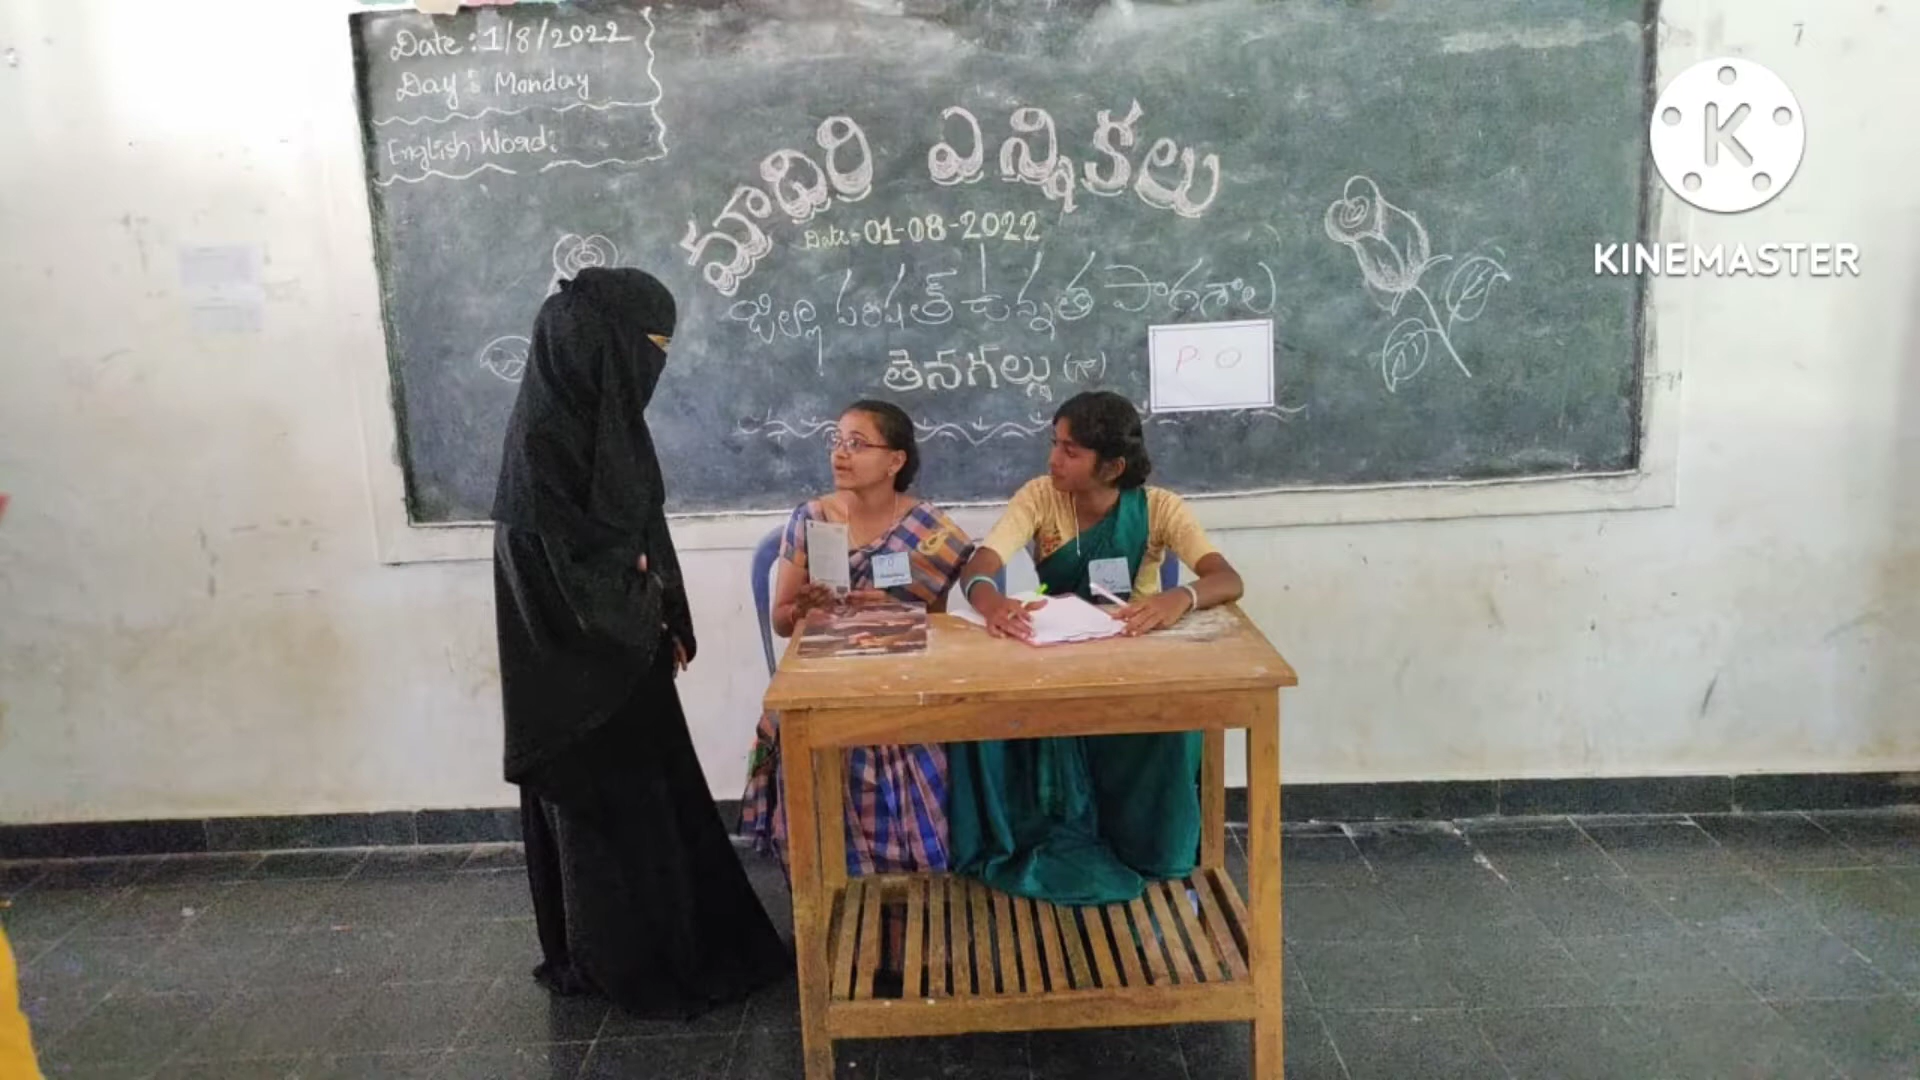 Date: 1/8/2022
Day: Monday
English Word:
మాదిరి ఎన్నికలు
Date-01-08-2022
జిల్లా పరిషత్ ఉన్నత పాఠశాల
తెనగల్లు (గ్రా)
P.O
K
KINEMASTER
PO